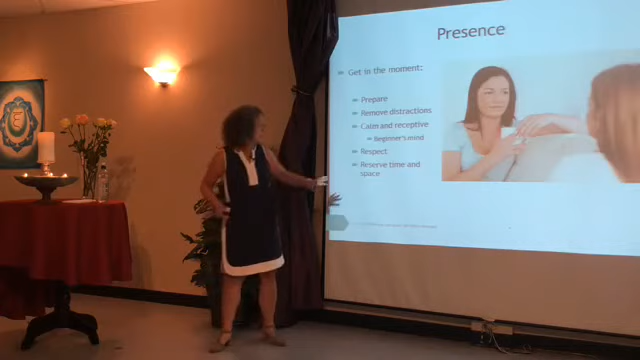 Presence
Get in the moment:
Prepare
Remove distractions
Calm and receptive
Beginner's mind
Respect
Reserve time and
space